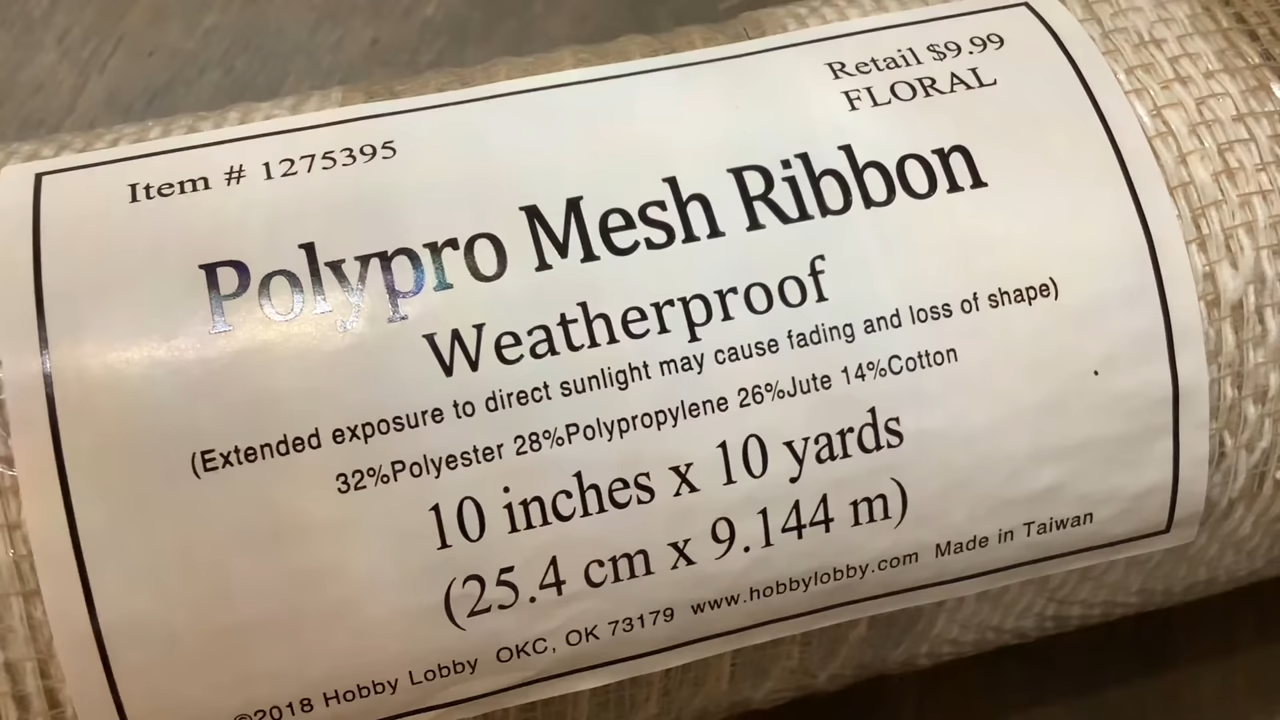 Retail $9.99
Item # 1275395 FLORAL
Polypro Mesh Ribbon
Weatherproof
(Extended exposure to direct sunlight may cause fading and loss of shape)
32%Polyester 28%Polypropylene 26%Jute 14%Cotton
10 inches x 10 yards
(25.4 cm x 9.144 m)
©2018 Hobby Lobby OKC, OK 73179 www.hobbylobby.com Made in Taiwan